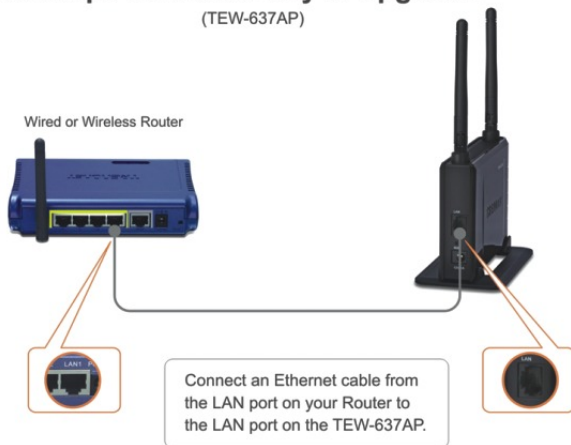 (TEW-637AP)
Wired or Wireless Router
LAN
Connect an Ethernet cable from
the LAN port on your Router to
the LAN port on the TEW-637AP.